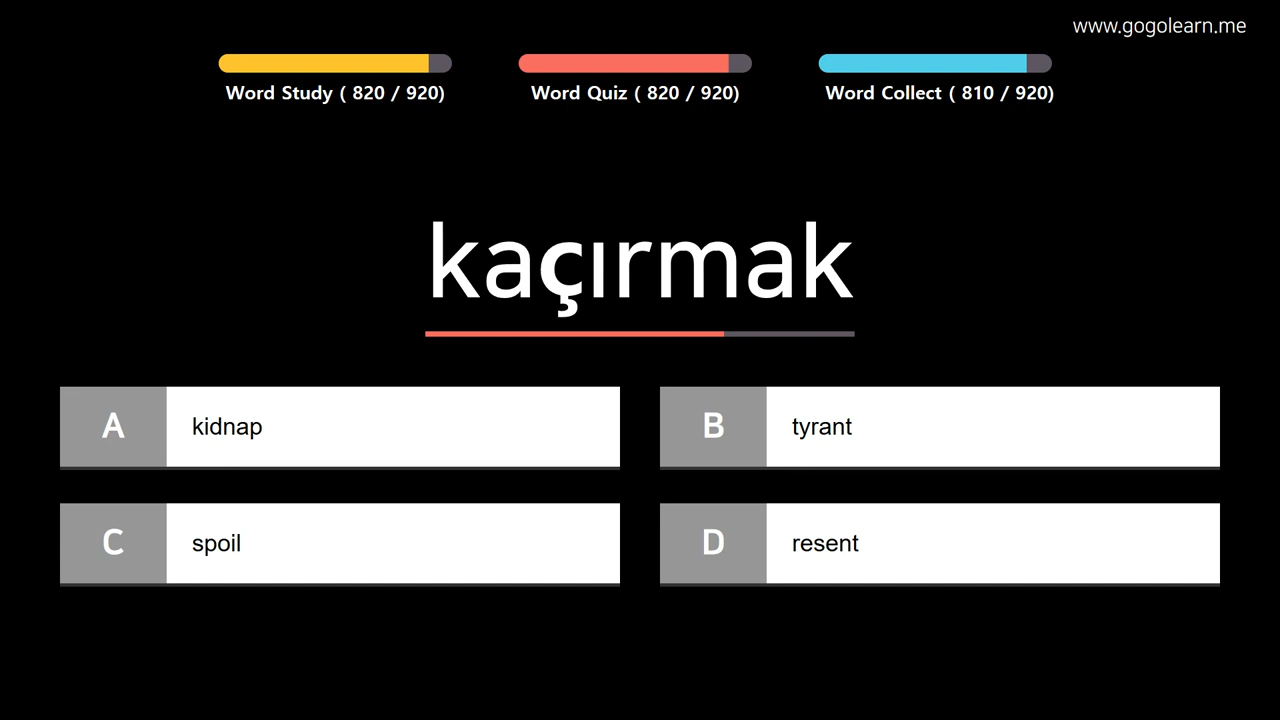 www.gogolearn.me
Word Study ( 820 / 920)
Word Quiz ( 820 / 920)
Word Collect ( 810 / 920)
kaçırmak
A kidnap
B tyrant
C spoil
D resent